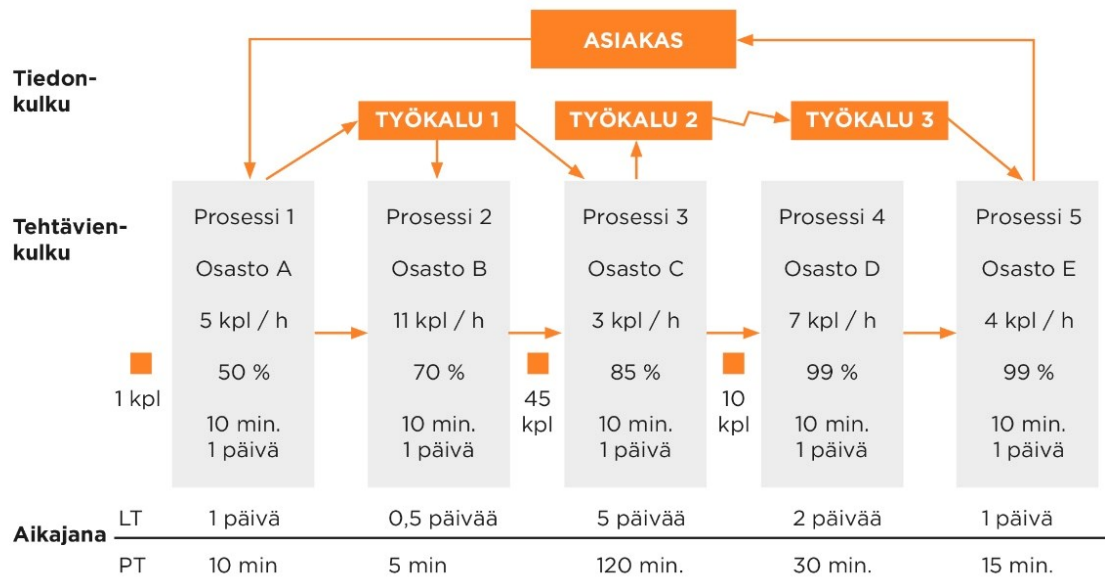 ASIAKAS
Tiedon-
kulku
TYÖKALU 1
TYÖKALU 2
TYÖKALU 3
Tehtävien-
kulku
Prosessi 1
Prosessi 2
Prosessi 3
Prosessi 4
Prosessi 5
Osasto A
Osasto B
Osasto C
Osasto D
Osasto E
5 kpl / h
11 kpl / h
3 kpl / h
7 kpl / h
4 kpl / h
1 kpl
50 %
70 %
45
kpl
85 %
10
kpl
99 %
99 %
10 min.
1 päivä
10 min.
1 päivä
10 min.
1 päivä
10 min.
1 päivä
10 min.
1 päivä
Aikajana
LT
1 päivä
0,5 päivää
5 päivää
2 päivää
1 päivä
PT
10 min
5 min
120 min.
30 min.
15 min.